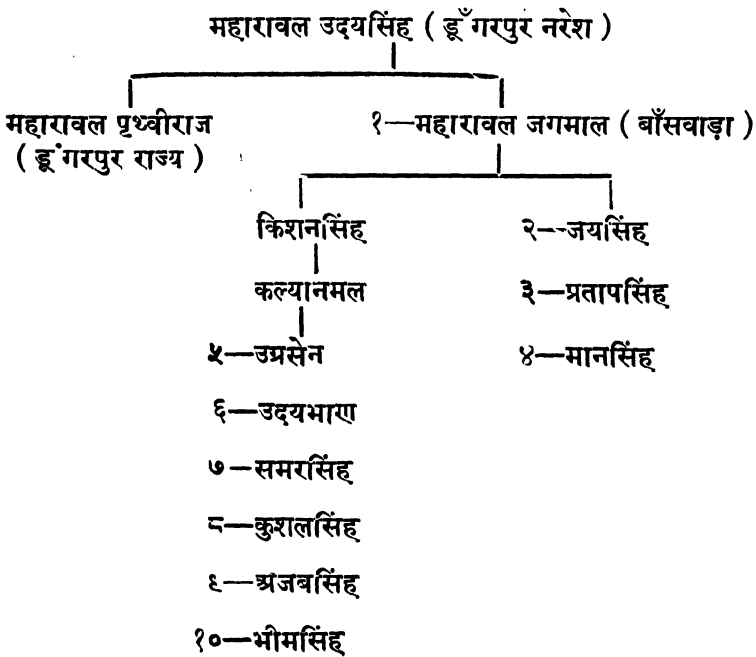 महारावल उदयसिंह ( डूँगरपुर नरेश )
महारावल पृथ्वीराज १—महारावल जगमाल ( बाँसवाड़ा )
( डूंगरपुर राज्य )
किशनसिंह २—जयसिंह
कल्यानमल ३—प्रतापसिंह
५—उग्रसेन ४—मानसिंह
६—उदयभाण
७—समरसिंह
८—कुशलसिंह
९—अजबसिंह
१०—भीमसिंह